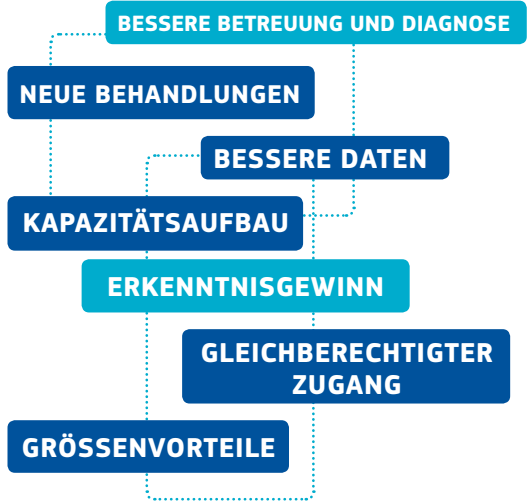 BESSERE BETREUUNG UND DIAGNOSE
NEUE BEHANDLUNGEN
BESSERE DATEN
KAPAZITÄTSAUFBAU
ERKENNTNISGEWINN
GLEICHBERECHTIGTER
ZUGANG
GRÖSSENVORTEILE